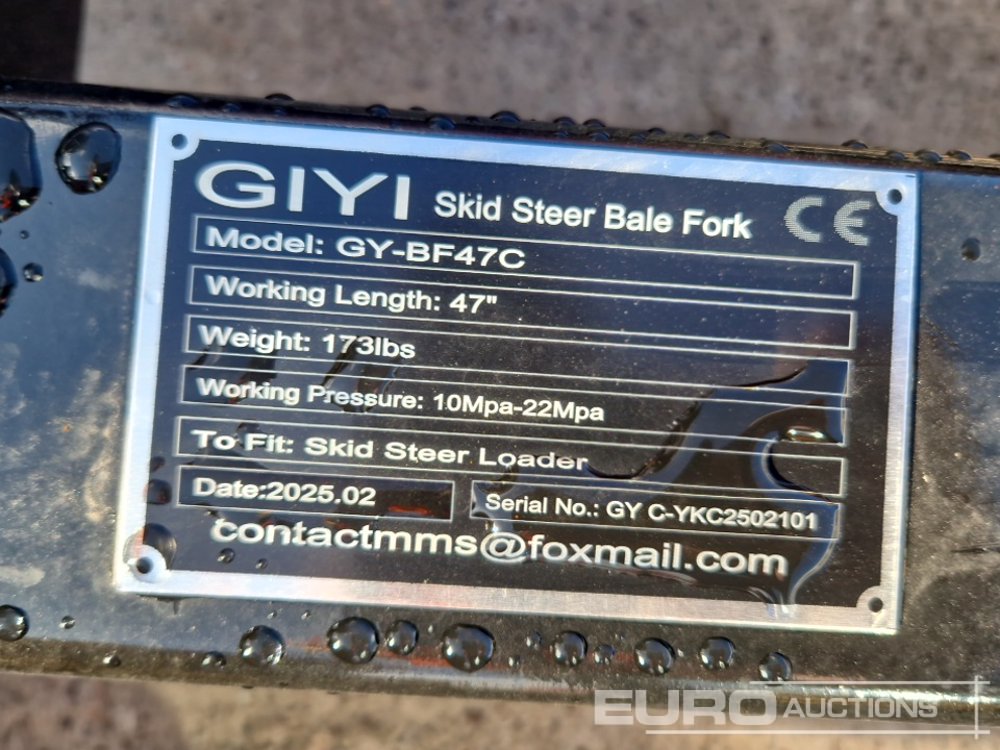 GIYI Skid Steer Bale Fork CE
Model: GY-BF47C
Working Length: 47"
Weight: 173lbs
Working Pressure: 10Mpa-22Mpa
To Fit: Skid Steer Loader
Date:2025.02 Serial No.: GY C-YKC2502101
contactmms@foxmail.com
EURO AUCTIONS